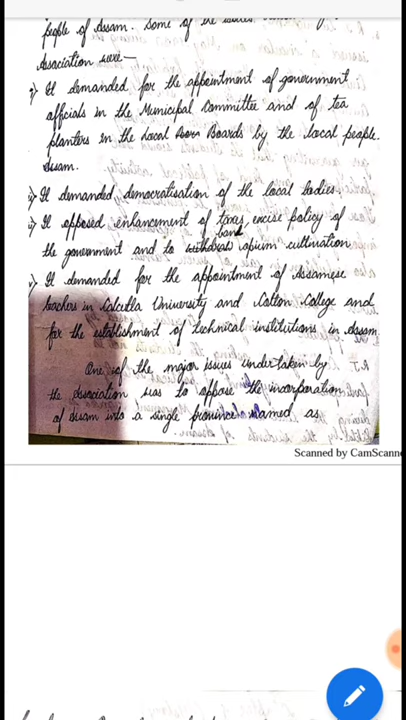 people of Assam. Some of the issues
Association were —
It demanded for the appointment of government
officials in the Municipal Committee and of tea
planters in the Local Boards by the local people.
Assam.
It demanded democratisation of the local bodies.
It opposed enhancement of taxes, excise policy of
band
the government and to withdraw opium cultivation
It demanded for the appointment of Assamese
teachers in Calcutta University and Cotton College and
for the establishment of technical institutions in Assam
One of the major issues undertaken by
the Association was to oppose the incorporation
of Assam into a single province named as
Scanned by CamScanne